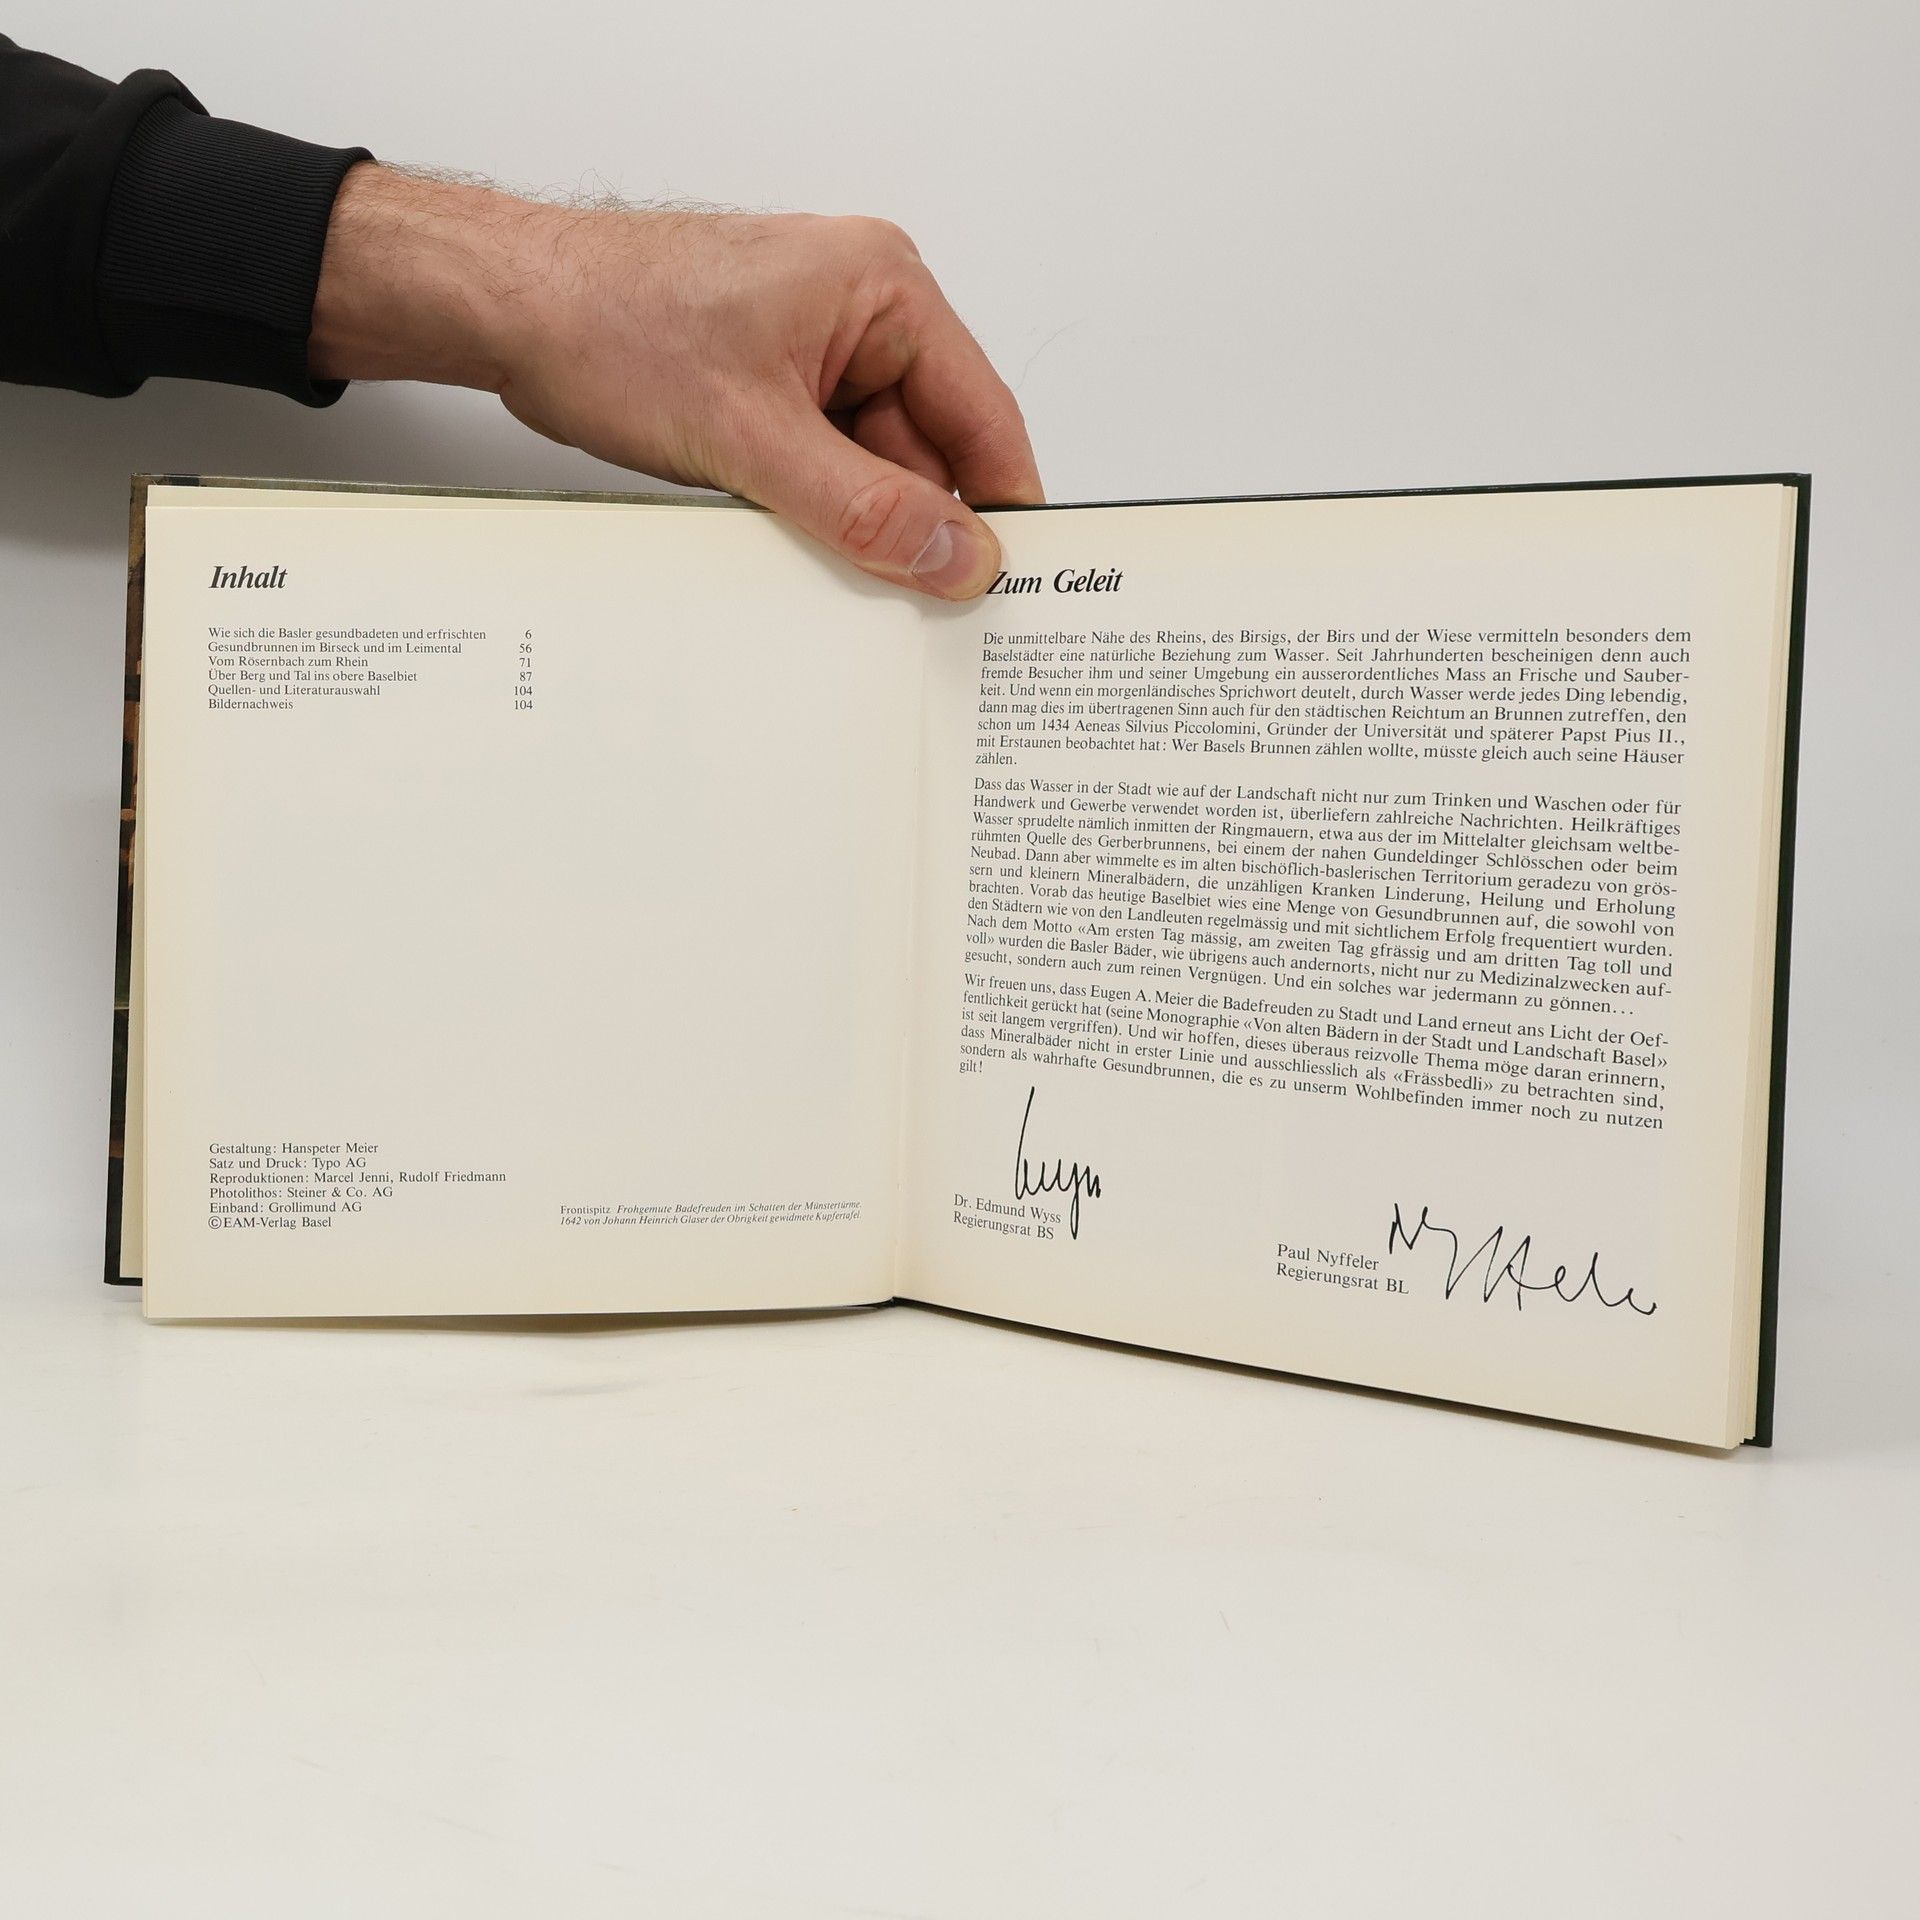 Inhalt
Wie sich die Basler gesundbadeten und erfrischten 6
Gesundbrunnen im Birseck und im Leimental 56
Vom Rösernbach zum Rhein 71
Über Berg und Tal ins obere Baselbiet 87
Quellen- und Literaturauswahl 104
Bildernachweis 104
Gestaltung: Hanspeter Meier
Satz und Druck: Typo AG
Reproduktionen: Marcel Jenni, Rudolf Friedmann
Photolithos: Steiner & Co. AG
Einband: Grollimund AG
©EAM-Verlag Basel
Frontispitz Frohgemute Badefreuden im Schatten der Münstertürme.
1642 von Johann Heinrich Glaser der Obrigkeit gewidmete Kupfertafel.
Zum Geleit
Die unmittelbare Nähe des Rheins, des Birsigs, der Birs und der Wiese vermitteln besonders dem
Baselstädter eine natürliche Beziehung zum Wasser. Seit Jahrhunderten bescheinigen denn auch
fremde Besucher ihm und seiner Umgebung ein ausserordentliches Mass an Frische und Sauber-
keit. Und wenn ein morgenländisches Sprichwort deutelt, durch Wasser werde jedes Ding lebendig,
dann mag dies im übertragenen Sinn auch für den städtischen Reichtum an Brunnen zutreffen, den
schon um 1434 Aeneas Silvius Piccolomini, Gründer der Universität und späterer Papst Pius II.,
mit Erstaunen beobachtet hat: Wer Basels Brunnen zählen wollte, müsste gleich auch seine Häuser
zählen.
Dass das Wasser in der Stadt wie auf der Landschaft nicht nur zum Trinken und Waschen oder für
Handwerk und Gewerbe verwendet worden ist, überliefern zahlreiche Nachrichten. Heilkräftiges
Wasser sprudelte nämlich inmitten der Ringmauern, etwa aus der im Mittelalter gleichsam weltbe-
rühmten Quelle des Gerberbrunnens, bei einem der nahen Gundeldinger Schlösschen oder beim
Neubad. Dann aber wimmelte es im alten bischöflich-baslerischen Territorium geradezu von grös-
sern und kleinern Mineralbädern, die unzähligen Kranken Linderung, Heilung und Erholung
brachten. Vorab das heutige Baselbiet wies eine Menge von Gesundbrunnen auf, die sowohl von
den Städtern wie von den Landleuten regelmässig und mit sichtlichem Erfolg frequentiert wurden.
Nach dem Motto «Am ersten Tag mässig, am zweiten Tag gfrässig und am dritten Tag toll und
voll» wurden die Basler Bäder, wie übrigens auch andernorts, nicht nur zu Medizinalzwecken auf-
gesucht, sondern auch zum reinen Vergnügen. Und ein solches war jedermann zu gönnen...
Wir freuen uns, dass Eugen A. Meier die Badefreuden zu Stadt und Land erneut ans Licht der Oef-
fentlichkeit gerückt hat (seine Monographie «Von alten Bädern in der Stadt und Landschaft Basel»
ist seit langem vergriffen). Und wir hoffen, dieses überaus reizvolle Thema möge daran erinnern,
dass Mineralbäder nicht in erster Linie und ausschliesslich als «Frässbedli» zu betrachten sind,
sondern als wahrhafte Gesundbrunnen, die es zu unserm Wohlbefinden immer noch zu nutzen
gilt!
Dr. Edmund Wyss
Regierungsrat BS
Paul Nyffeler
Regierungsrat BL